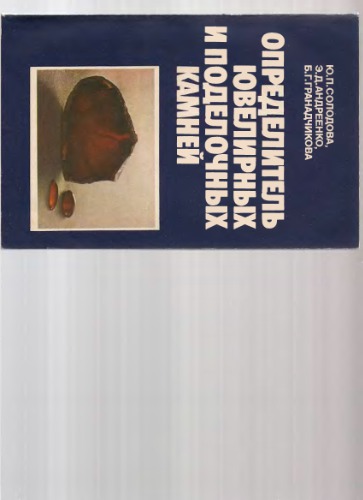 Ю.П.СОЛОДОВА,
Э.Д.АНДРЕЕНКО,
Б.Г.ГРАНАДЧИКОВА
ОПРЕДЕЛИТЕЛЬ
ЮВЕЛИРНЫХ
И ПОДЕЛОЧНЫХ
КАМНЕЙ